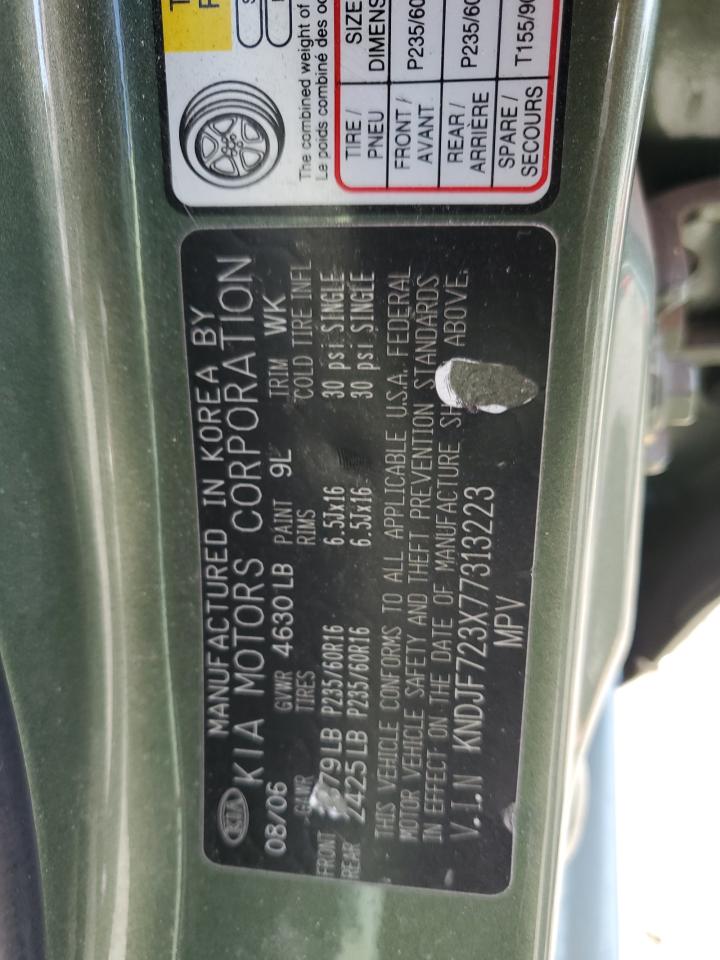 MANUFACTURED IN KOREA BY
KIA KIA MOTORS CORPORATION
08/06 GVWR 4630 LB PAINT 9L TRIM WK
GAWR TIRES RIMS COLD TIRE INFL
FRONT 79 LB P235/60R16 6.5Jx16 30 psi SINGLE
REAR 2425 LB P235/60R16 6.5Jx16 30 psi SINGLE
THIS VEHICLE CONFORMS TO ALL APPLICABLE U.S.A. FEDERAL
MOTOR VEHICLE SAFETY AND THEFT PREVENTION STANDARDS
IN EFFECT ON THE DATE OF MANUFACTURE SH ABOVE.
V.I.N KNDJF723X77313223
MPV
The combined weight of
Le poids combiné des oc
TIRE / SIZE
PNEU DIMENS
FRONT / P235/60
AVANT
REAR / P235/60
ARRIÈRE
SPARE / T155/90
SECOURS